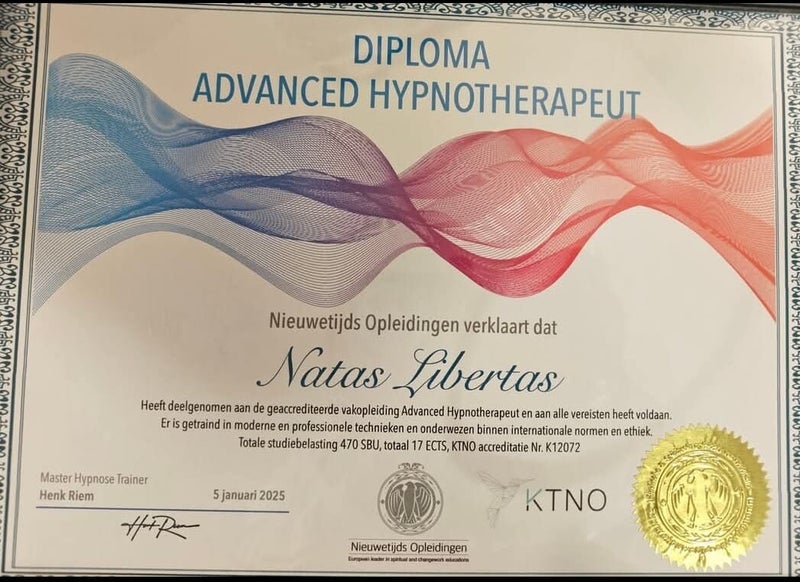 DIPLOMA
ADVANCED HYPNOTHERAPEUT
Nieuwetijds Opleidingen verklaart dat
Natas Libertas
Heeft deelgenomen aan de geaccrediteerde vakopleiding Advanced Hypnotherapeut en aan alle vereisten heeft voldaan.
Er is getraind in moderne en professionele technieken en onderwezen binnen internationale normen en ethiek.
Totale studiebelasting 470 SBU, totaal 17 ECTS, KTNO accreditatie Nr. K12072
Master Hypnose Trainer
Henk Riem
5 januari 2025
KTNO
Nieuwetijds Opleidingen
European leader in spiritual and changework educations